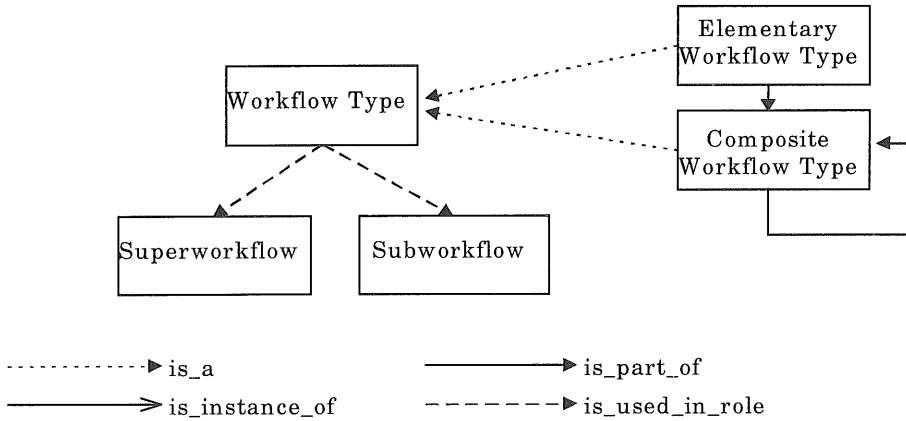 Elementary
Workflow Type
Workflow Type
Composite
Workflow Type
Superworkflow
Subworkflow
is_a
is_part_of
is_instance_of
is_used_in_role